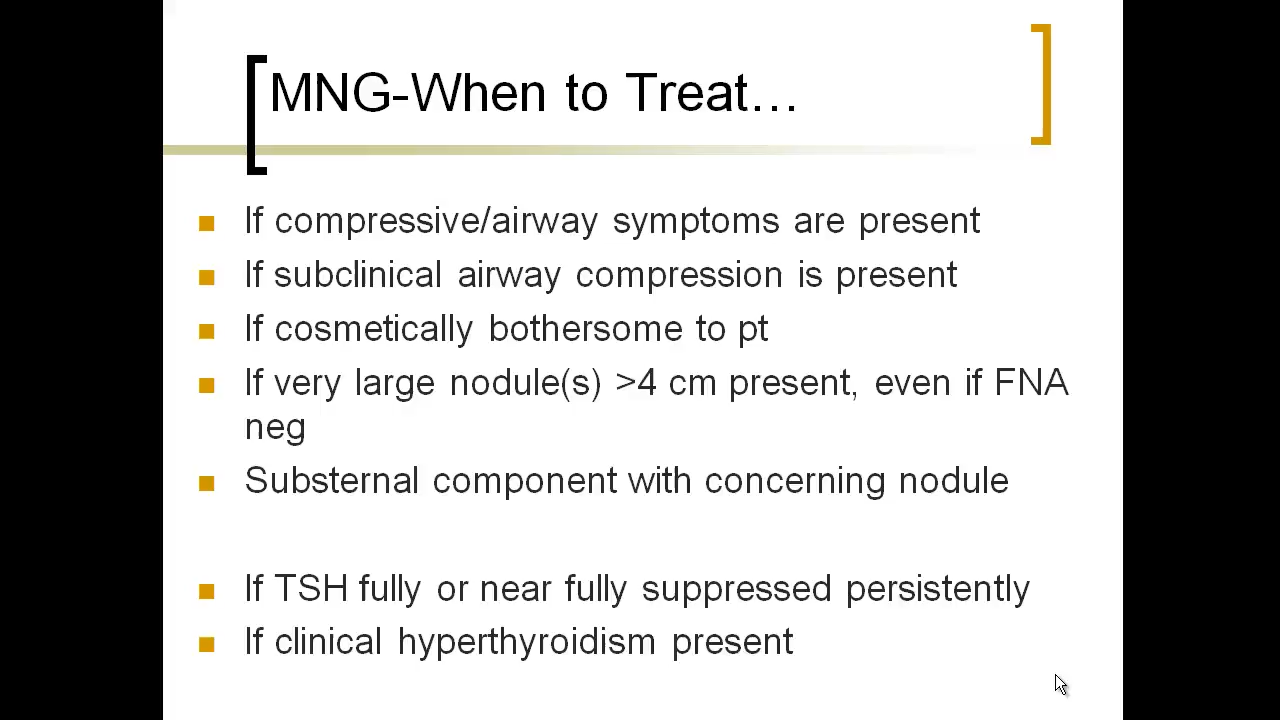 MNG-When to Treat…
If compressive/airway symptoms are present
If subclinical airway compression is present
If cosmetically bothersome to pt
If very large nodule(s) >4 cm present, even if FNA
neg
Substernal component with concerning nodule
If TSH fully or near fully suppressed persistently
If clinical hyperthyroidism present